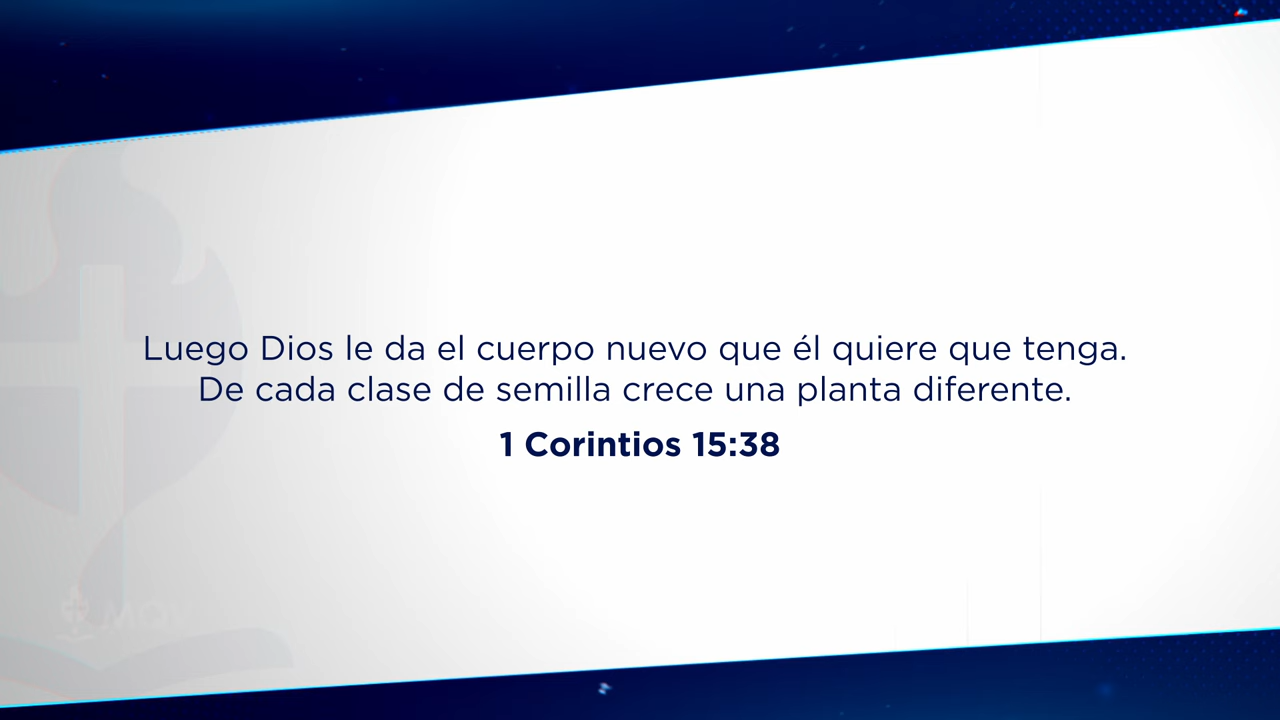 Luego Dios le da el cuerpo nuevo que él quiere que tenga.
De cada clase de semilla crece una planta diferente.
1 Corintios 15:38